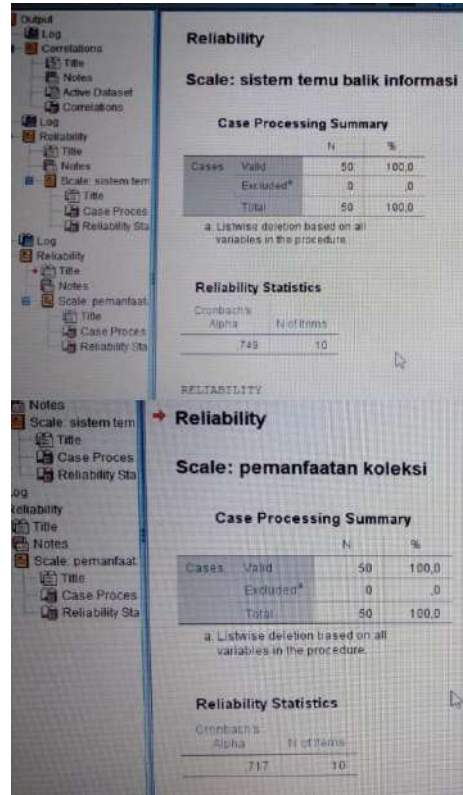 Output
Log
Correlations
Title
Notes
Active Dataset
Correlations
Log
Reliability
Title
Notes
Scale: sistem tem
Title
Case Proces
Reliability Sta
Log
Reliability
Title
Notes
Scale: pemanfaat
Title
Case Proces
Reliability Sta
Reliability
Scale: sistem temu balik informasi
Case Processing Summary
N %
Cases Valid 50 100,0
Excludedª 0 ,0
Total 50 100,0
a. Listwise deletion based on all
variables in the procedure.
Reliability Statistics
Cronbach's
Alpha N of Items
,749 10
RELIABILITY
Notes
Scale: sistem tem
Title
Case Proces
Reliability Sta
og
Reliability
Title
Notes
Scale: pemanfaat
Title
Case Proces
Reliability Sta
Reliability
Scale: pemanfaatan koleksi
Case Processing Summary
N %
Cases Valid 50 100,0
Excludedª 0 ,0
Total 50 100,0
a. Listwise deletion based on all
variables in the procedure.
Reliability Statistics
Cronbach's
Alpha N of Items
,717 10